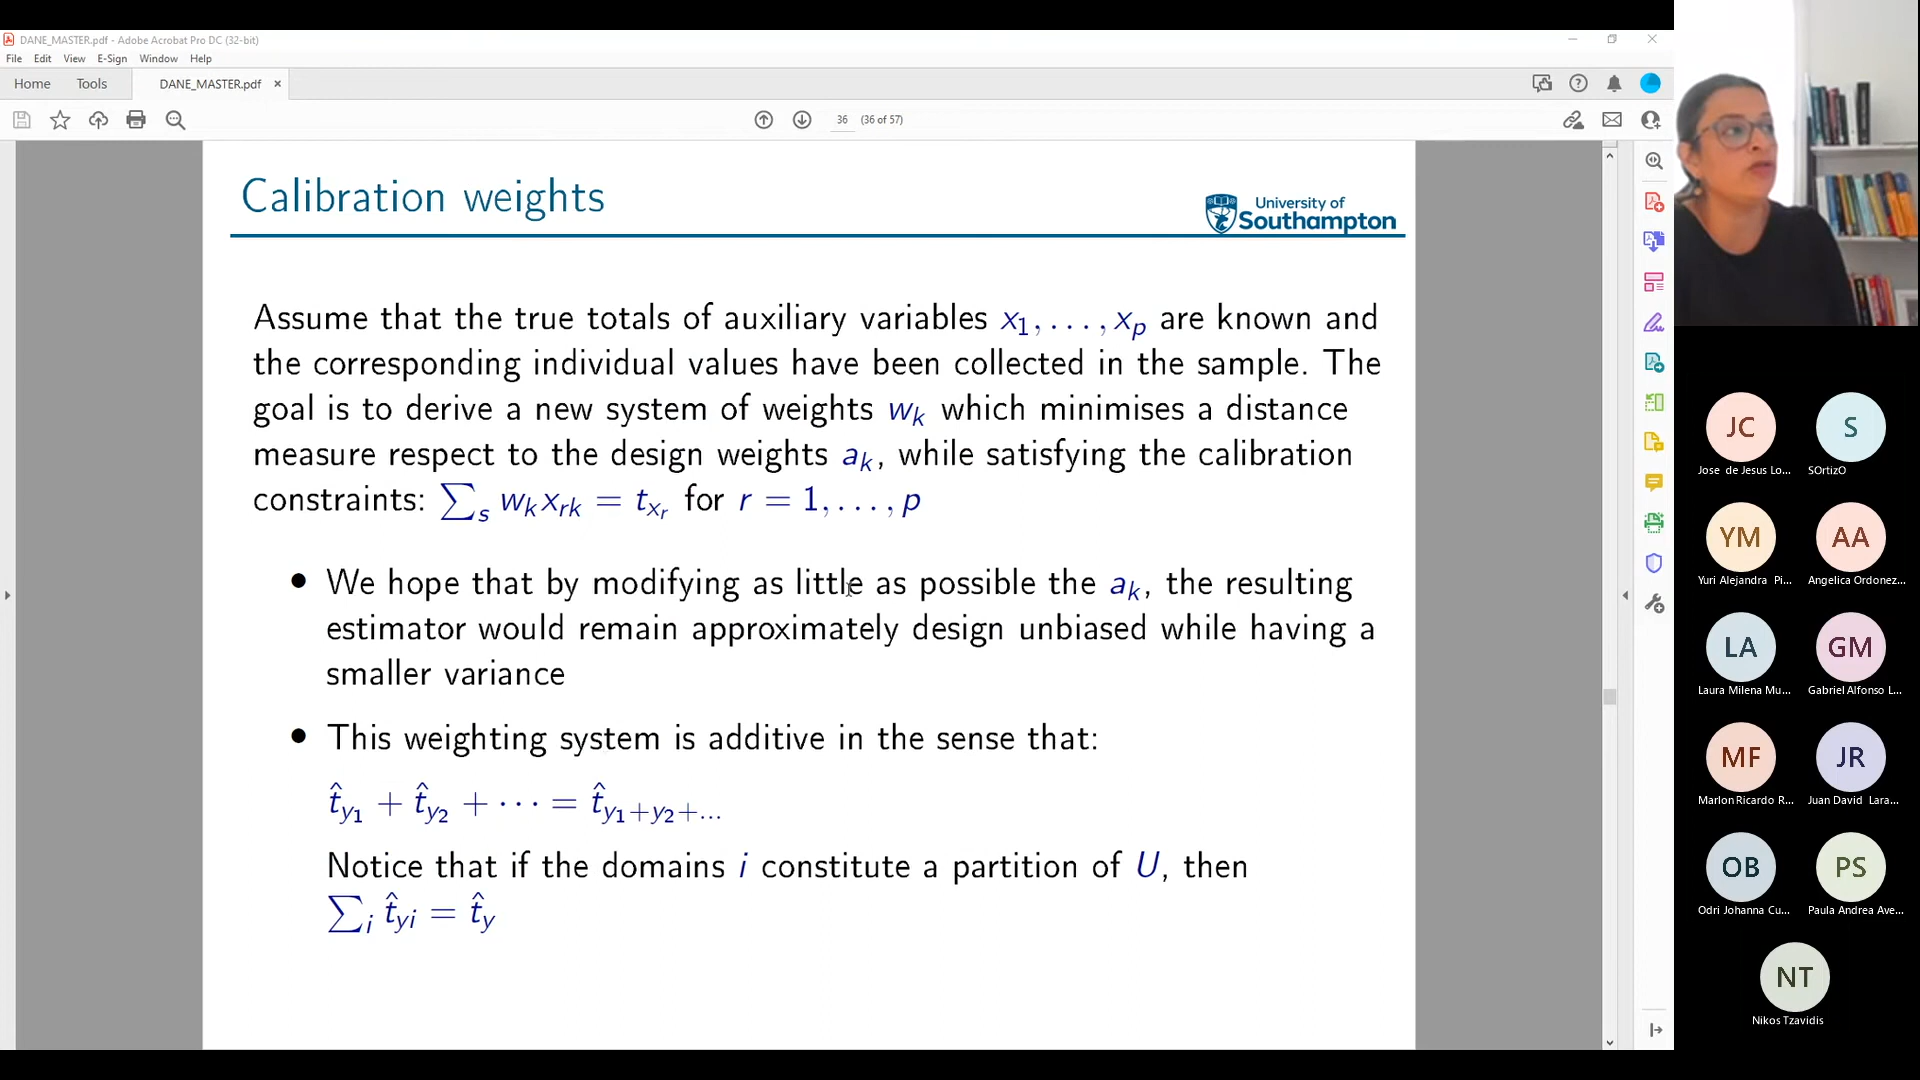 DANE_MASTER.pdf - Adobe Acrobat Pro DC (32-bit)
File Edit View E-Sign Window Help
Home Tools DANE_MASTER.pdf ×
36 (36 of 57)
Calibration weights
University of
Southampton
Assume that the true totals of auxiliary variables x₁, . . . , xₚ are known and
the corresponding individual values have been collected in the sample. The
goal is to derive a new system of weights wₖ which minimises a distance
measure respect to the design weights aₖ, while satisfying the calibration
constraints: ∑ₛ wₖxᵣₖ = t_{xᵣ} for r = 1, . . . , p
• We hope that by modifying as little as possible the aₖ, the resulting
estimator would remain approximately design unbiased while having a
smaller variance
• This weighting system is additive in the sense that:
t̂_{y₁} + t̂_{y₂} + · · · = t̂_{y₁+y₂+...}
Notice that if the domains i constitute a partition of U, then
∑ᵢ t̂_{yi} = t̂_y
JC S
Jose de Jesus Lo... SOrtizO
YM AA
Yuri Alejandra Pi... Angelica Ordonez...
LA GM
Laura Milena Mu... Gabriel Alfonso L...
MF JR
Marlon Ricardo R... Juan David Lara...
OB PS
Odri Johanna Cu... Paula Andrea Ave...
NT
Nikos Tzavidis